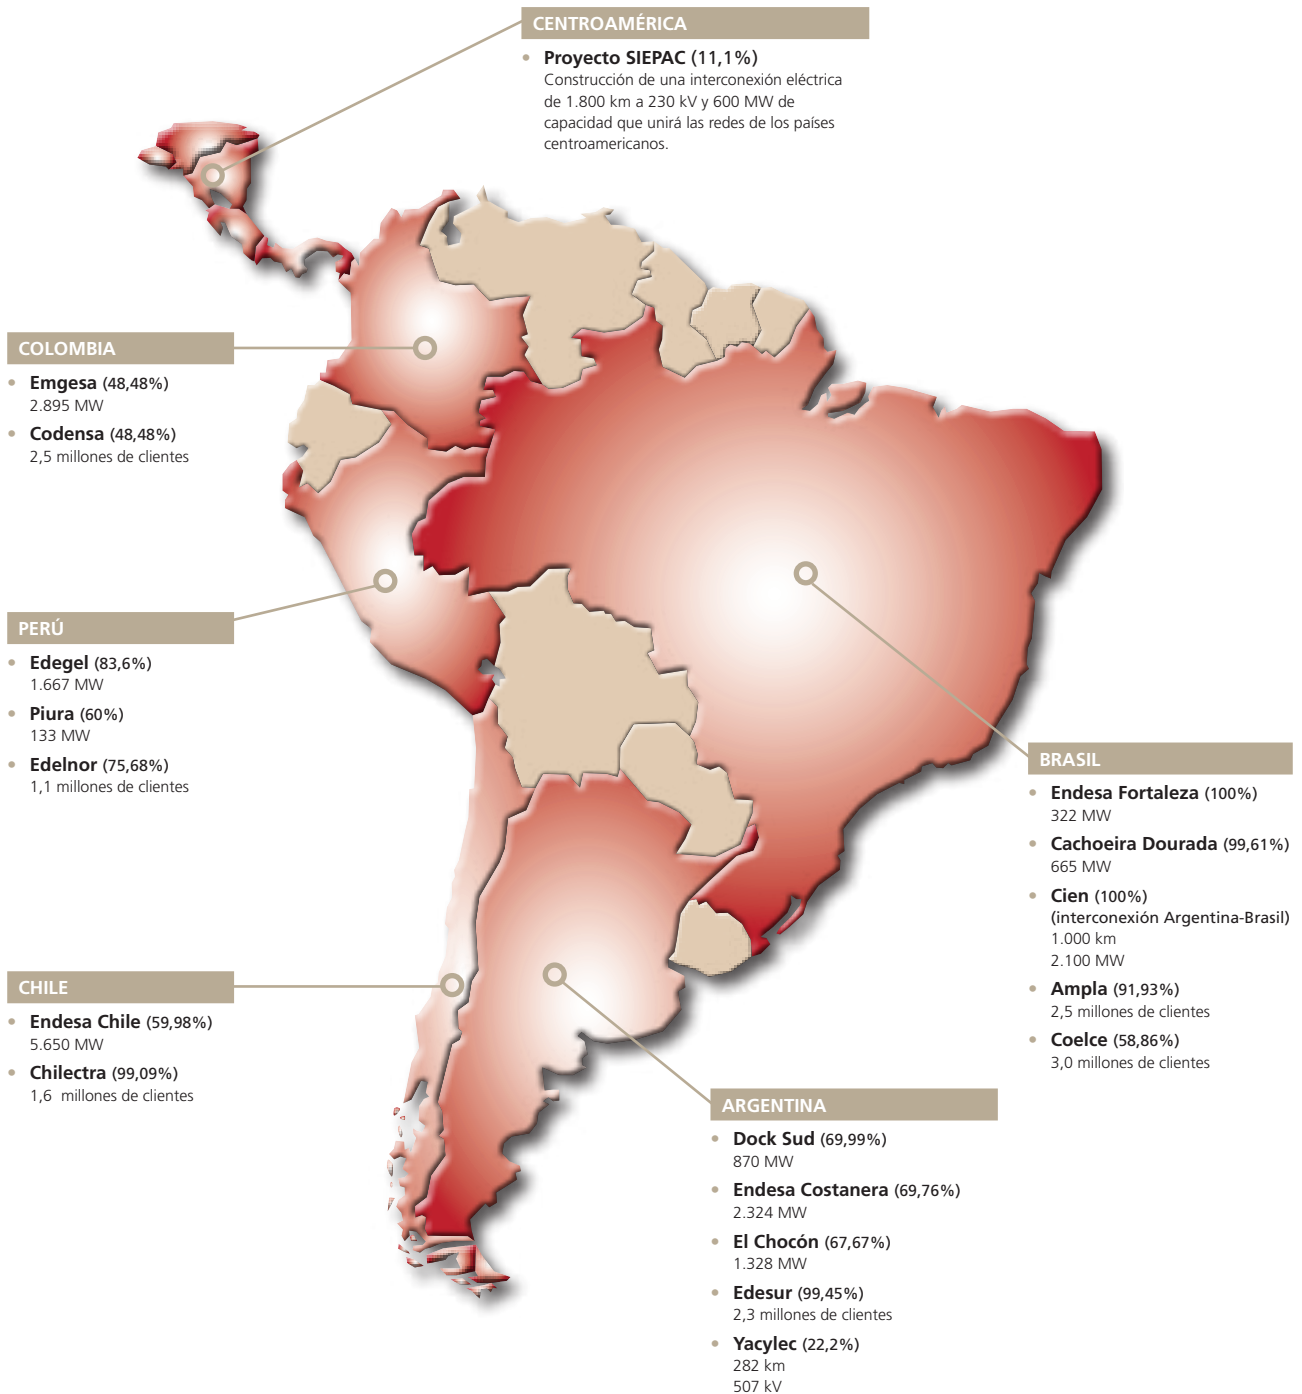 CENTROAMÉRICA
• Proyecto SIEPAC (11,1%)
Construcción de una interconexión eléctrica
de 1.800 km a 230 kV y 600 MW de
capacidad que unirá las redes de los países
centroamericanos.
COLOMBIA
• Emgesa (48,48%)
2.895 MW
• Codensa (48,48%)
2,5 millones de clientes
PERÚ
• Edegel (83,6%)
1.667 MW
• Piura (60%)
133 MW
• Edelnor (75,68%)
1,1 millones de clientes
BRASIL
• Endesa Fortaleza (100%)
322 MW
• Cachoeira Dourada (99,61%)
665 MW
• Cien (100%)
(interconexión Argentina-Brasil)
1.000 km
2.100 MW
• Ampla (91,93%)
2,5 millones de clientes
• Coelce (58,86%)
3,0 millones de clientes
CHILE
• Endesa Chile (59,98%)
5.650 MW
• Chilectra (99,09%)
1,6 millones de clientes
ARGENTINA
• Dock Sud (69,99%)
870 MW
• Endesa Costanera (69,76%)
2.324 MW
• El Chocón (67,67%)
1.328 MW
• Edesur (99,45%)
2,3 millones de clientes
• Yacylec (22,2%)
282 km
507 kV